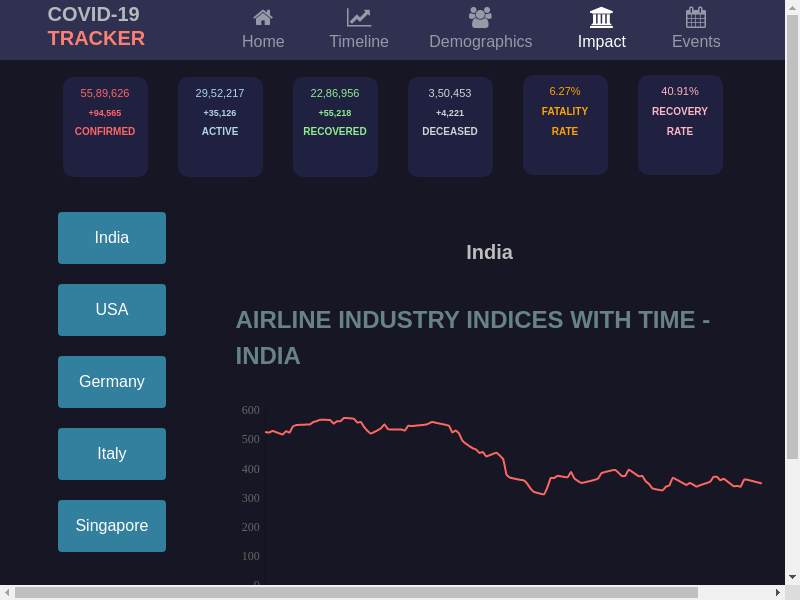 COVID-19
TRACKER
Home
Timeline
Demographics
Impact
Events
55,89,626
+94,565
CONFIRMED
29,52,217
+35,126
ACTIVE
22,86,956
+55,218
RECOVERED
3,50,453
+4,221
DECEASED
6.27%
FATALITY
RATE
40.91%
RECOVERY
RATE
India
USA
Germany
Italy
Singapore
India
AIRLINE INDUSTRY INDICES WITH TIME -
INDIA
600
500
400
300
200
100
0